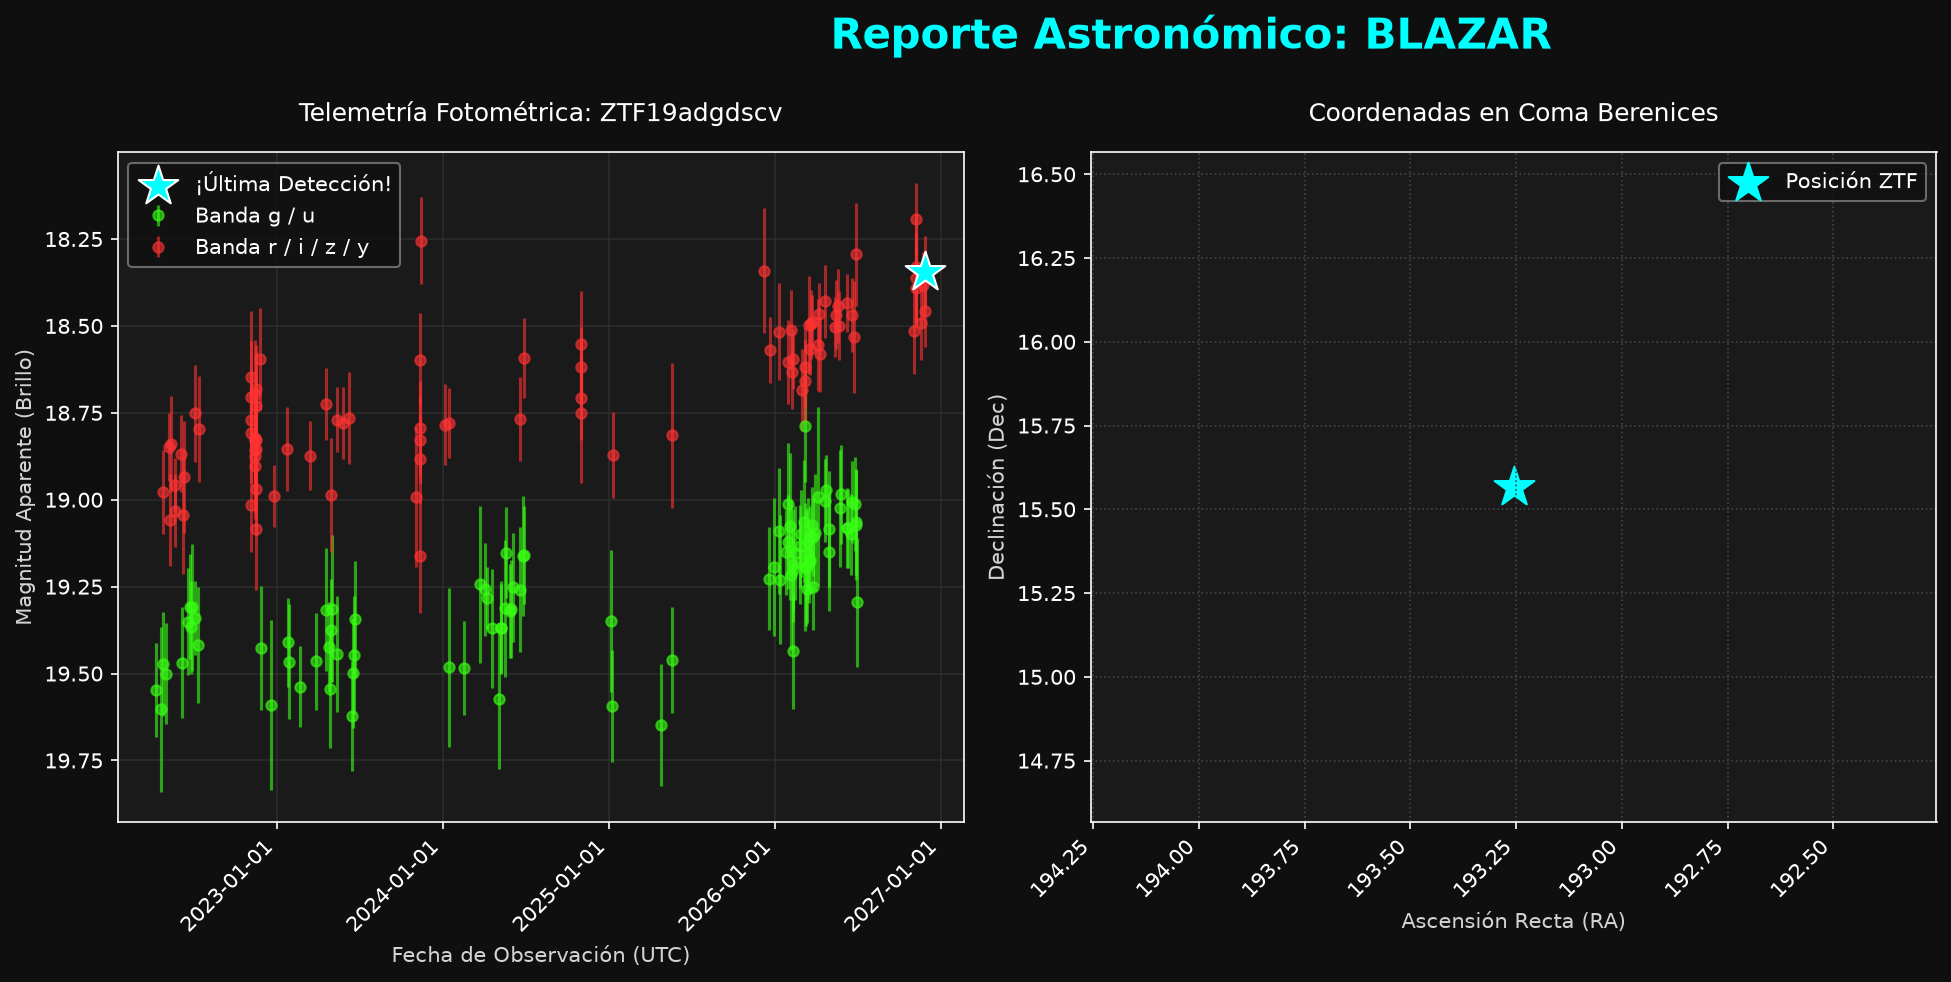 Reporte Astronómico: BLAZAR
Telemetría Fotométrica: ZTF19adgdscv
¡Última Detección!
Banda g / u
Banda r / i / z / y
Magnitud Aparente (Brillo)
18.25
18.50
18.75
19.00
19.25
19.50
19.75
2023-01-01
2024-01-01
2025-01-01
2026-01-01
2027-01-01
Fecha de Observación (UTC)
Coordenadas en Coma Berenices
Posición ZTF
Declinación (Dec)
16.50
16.25
16.00
15.75
15.50
15.25
15.00
14.75
194.25
194.00
193.75
193.50
193.25
193.00
192.75
192.50
Ascensión Recta (RA)